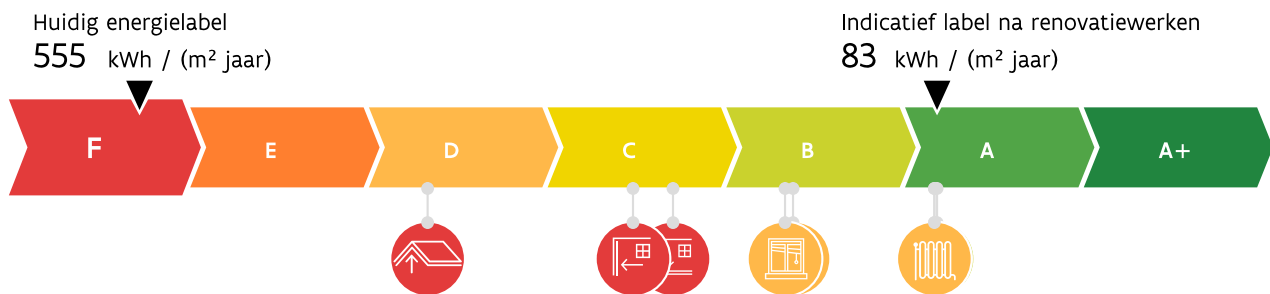 Huidig energielabel
555 kWh / (m² jaar)
Indicatief label na renovatiewerken
83 kWh / (m² jaar)
F E D C B A A+